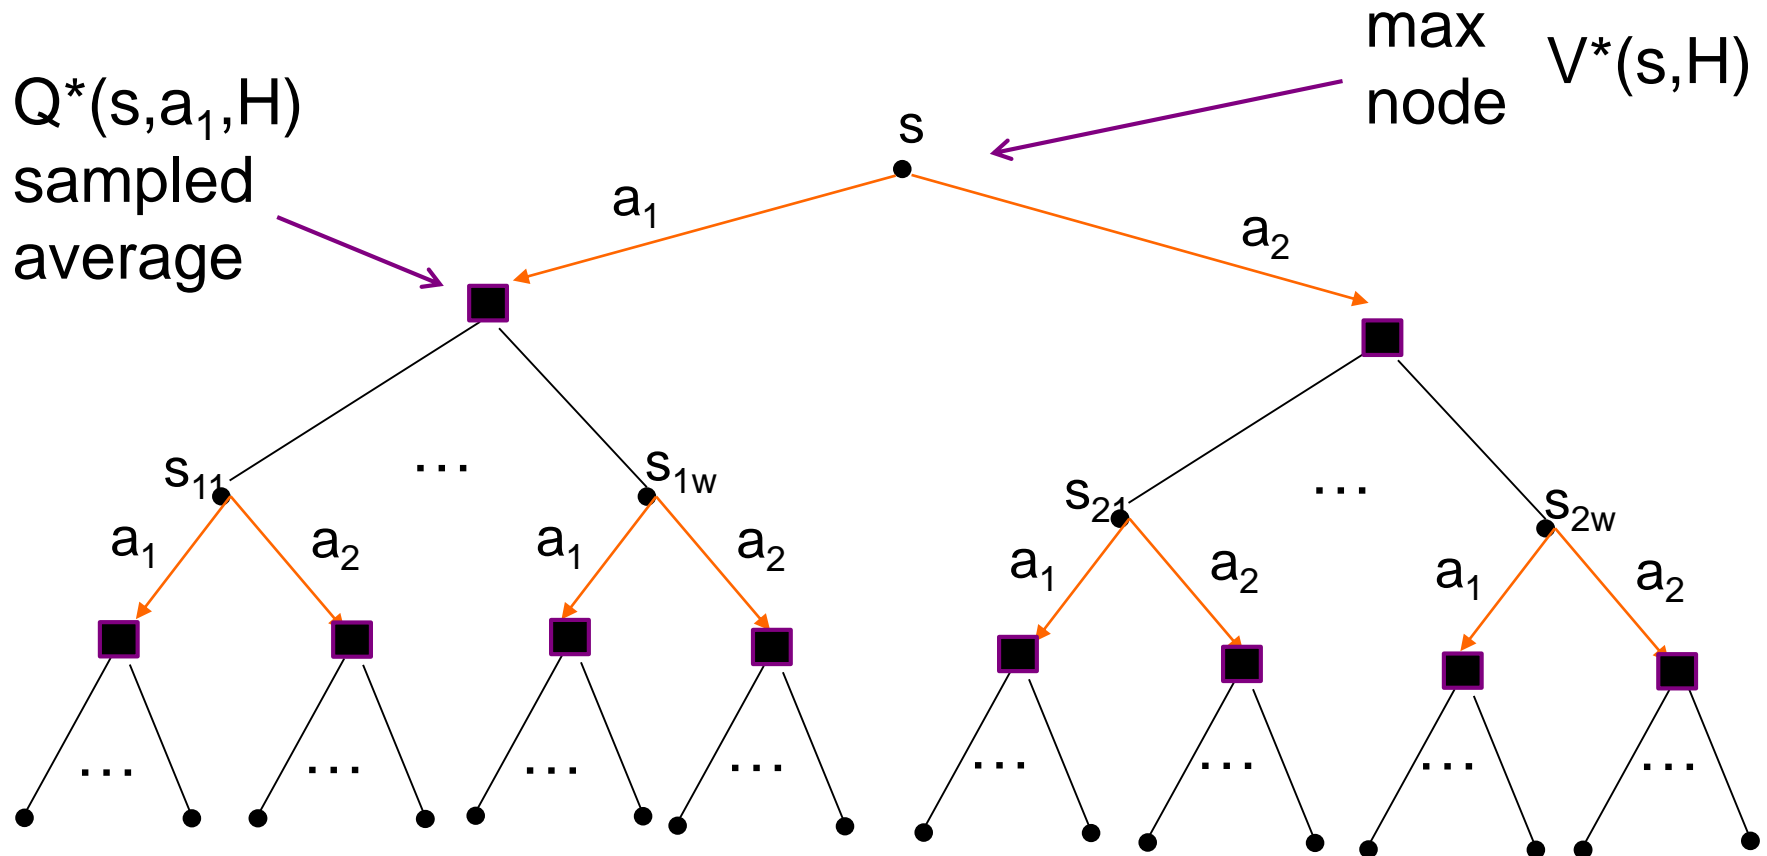 max
node
V*(s,H)
Q*(s,a₁,H)
sampled
average
s
a₁
a₂
s₁₁
...
s₁w
s₂₁
...
s₂w
a₁
a₂
a₁
a₂
a₁
a₂
a₁
a₂
...
...
...
...
...
...
...
...